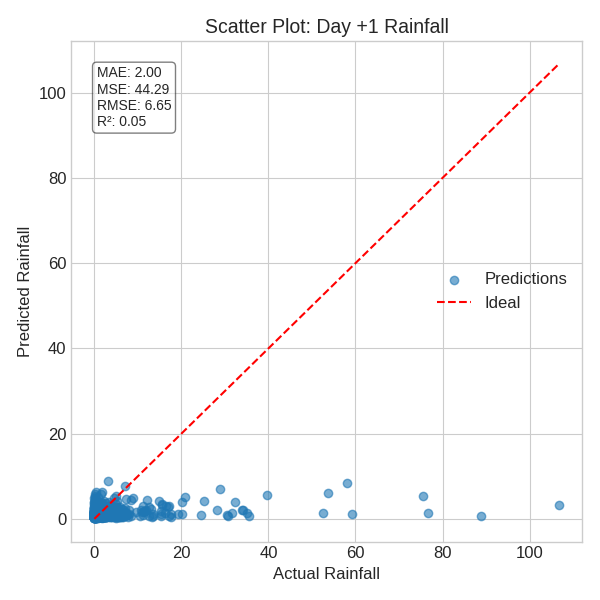 Scatter Plot: Day +1 Rainfall
MAE: 2.00
MSE: 44.29
RMSE: 6.65
R²: 0.05
100
80
60
40
20
0
Predicted Rainfall
Predictions
Ideal
0 20 40 60 80 100
Actual Rainfall